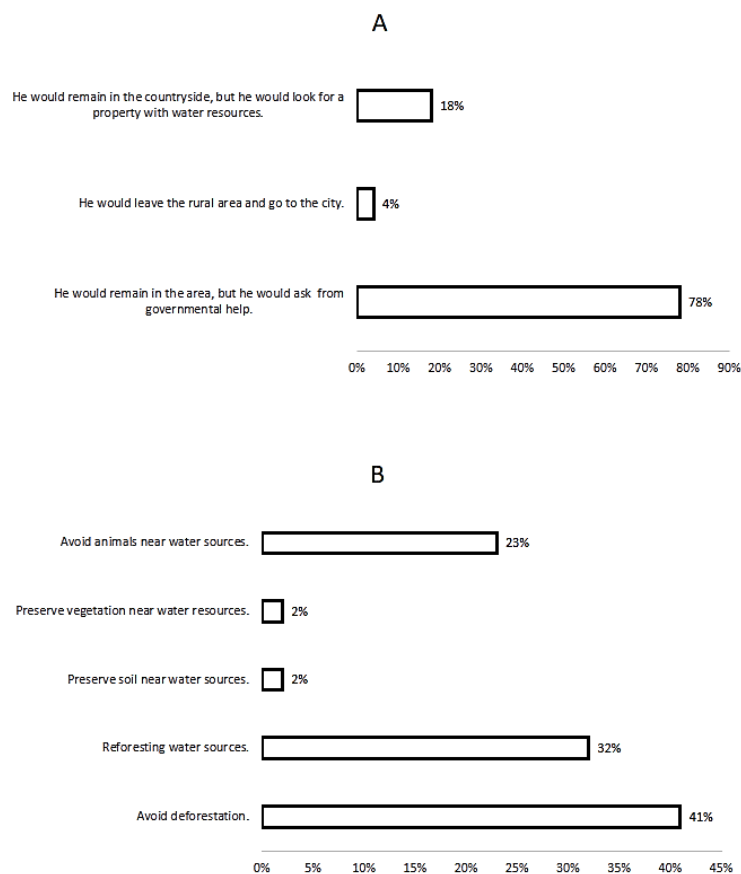 A
He would remain in the countryside, but he would look for a
property with water resources.
18%
He would leave the rural area and go to the city.
4%
He would remain in the area, but he would ask from
governmental help.
78%
0% 10% 20% 30% 40% 50% 60% 70% 80% 90%
B
Avoid animals near water sources.
23%
Preserve vegetation near water resources.
2%
Preserve soil near water sources.
2%
Reforesting water sources.
32%
Avoid deforestation.
41%
0% 5% 10% 15% 20% 25% 30% 35% 40% 45%